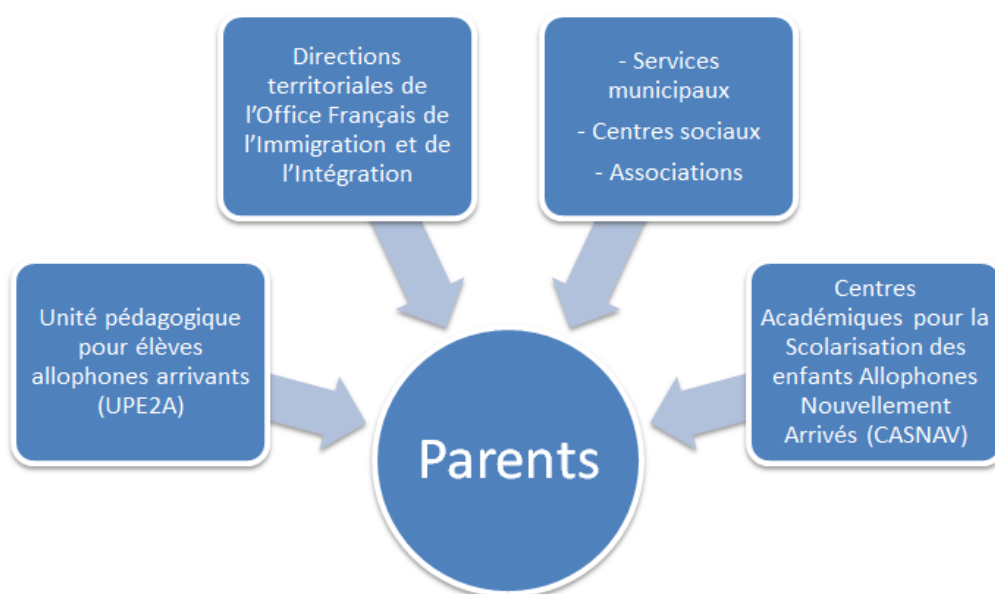 Directions
territoriales de
l'Office Français de
l'Immigration et de
l'Intégration
- Services
municipaux
- Centres sociaux
- Associations
Unité pédagogique
pour élèves
allophones arrivants
(UPE2A)
Centres
Académiques pour la
Scolarisation des
enfants Allophones
Nouvellement
Arrivés (CASNAV)
Parents